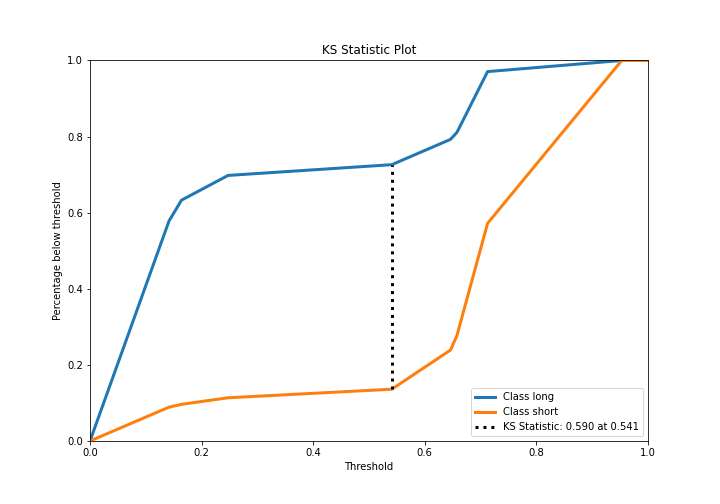 KS Statistic Plot
1.0
0.8
0.6
0.4
0.2
0.0
Percentage below threshold
0.0 0.2 0.4 0.6 0.8 1.0
Threshold
Class long
Class short
KS Statistic: 0.590 at 0.541